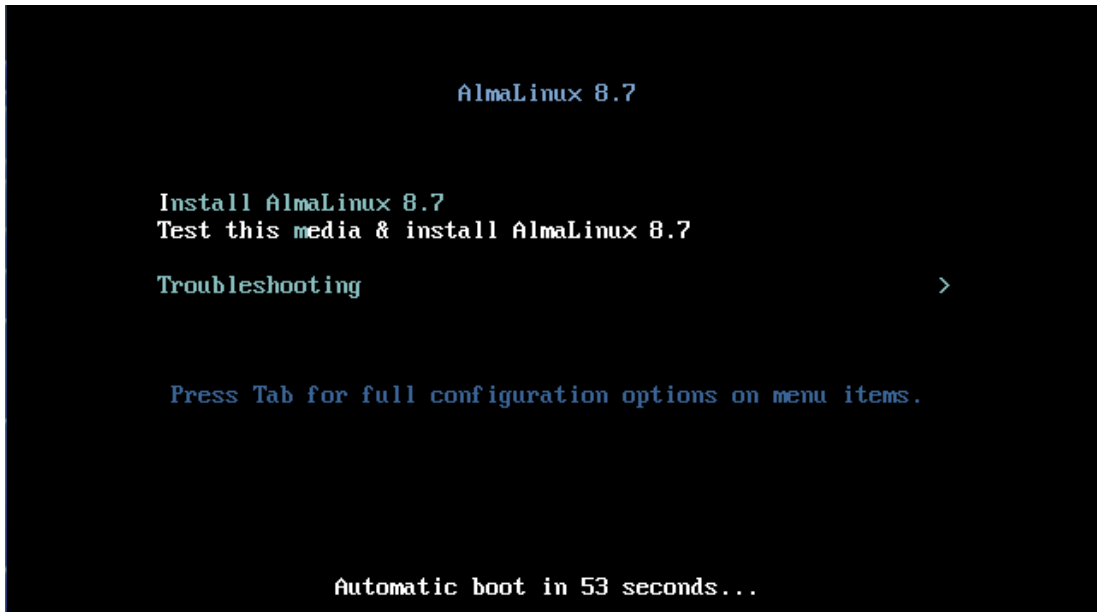 AlmaLinux 8.7
Install AlmaLinux 8.7
Test this media & install AlmaLinux 8.7
Troubleshooting >
Press Tab for full configuration options on menu items.
Automatic boot in 53 seconds...